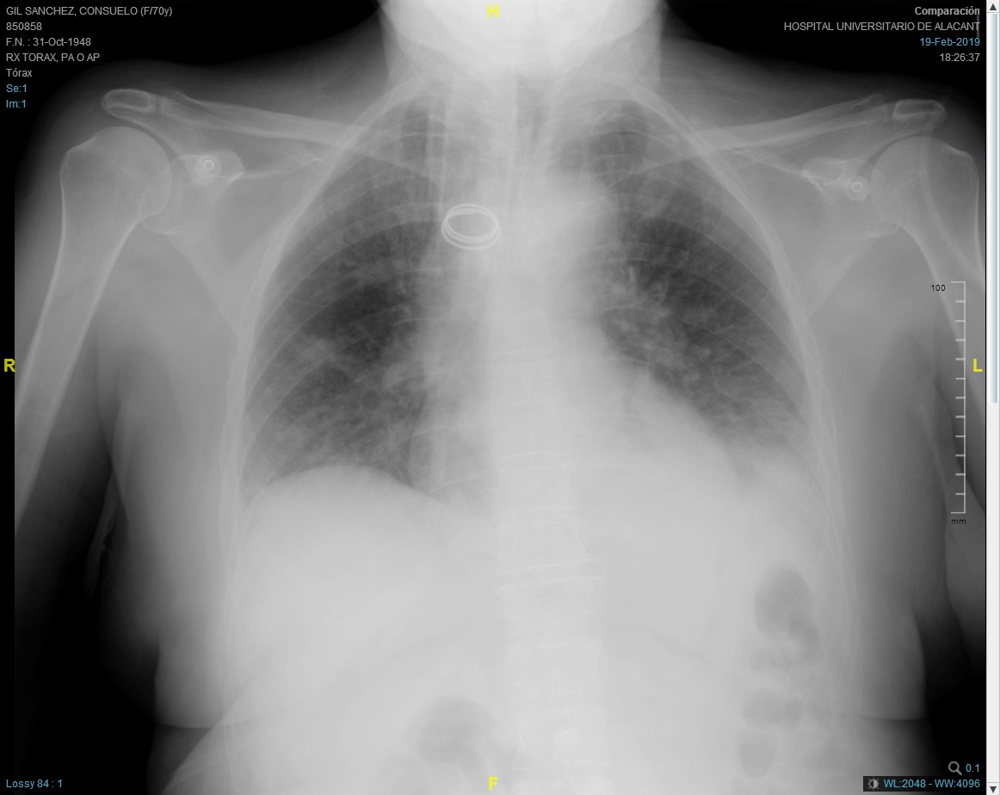 GIL SANCHEZ, CONSUELO (F/70y)
850858
F.N. : 31-Oct-1948
RX TORAX, PA O AP
Tórax
Se:1
Im:1
H
Comparación
HOSPITAL UNIVERSITARIO DE ALACANT
19-Feb-2019
18:26:37
100
R
L
mm
0.1
Lossy 84 : 1
F
WL:2048 - WW:4096